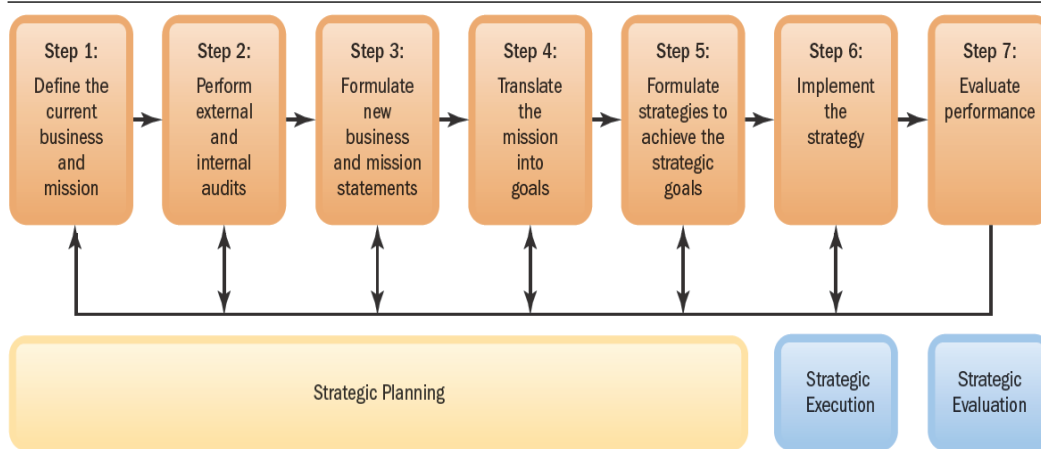 Step 1:
Define the
current
business
and
mission
Step 2:
Perform
external
and
internal
audits
Step 3:
Formulate
new
business
and mission
statements
Step 4:
Translate
the
mission
into
goals
Step 5:
Formulate
strategies to
achieve the
strategic
goals
Step 6:
Implement
the
strategy
Step 7:
Evaluate
performance
Strategic Planning
Strategic
Execution
Strategic
Evaluation